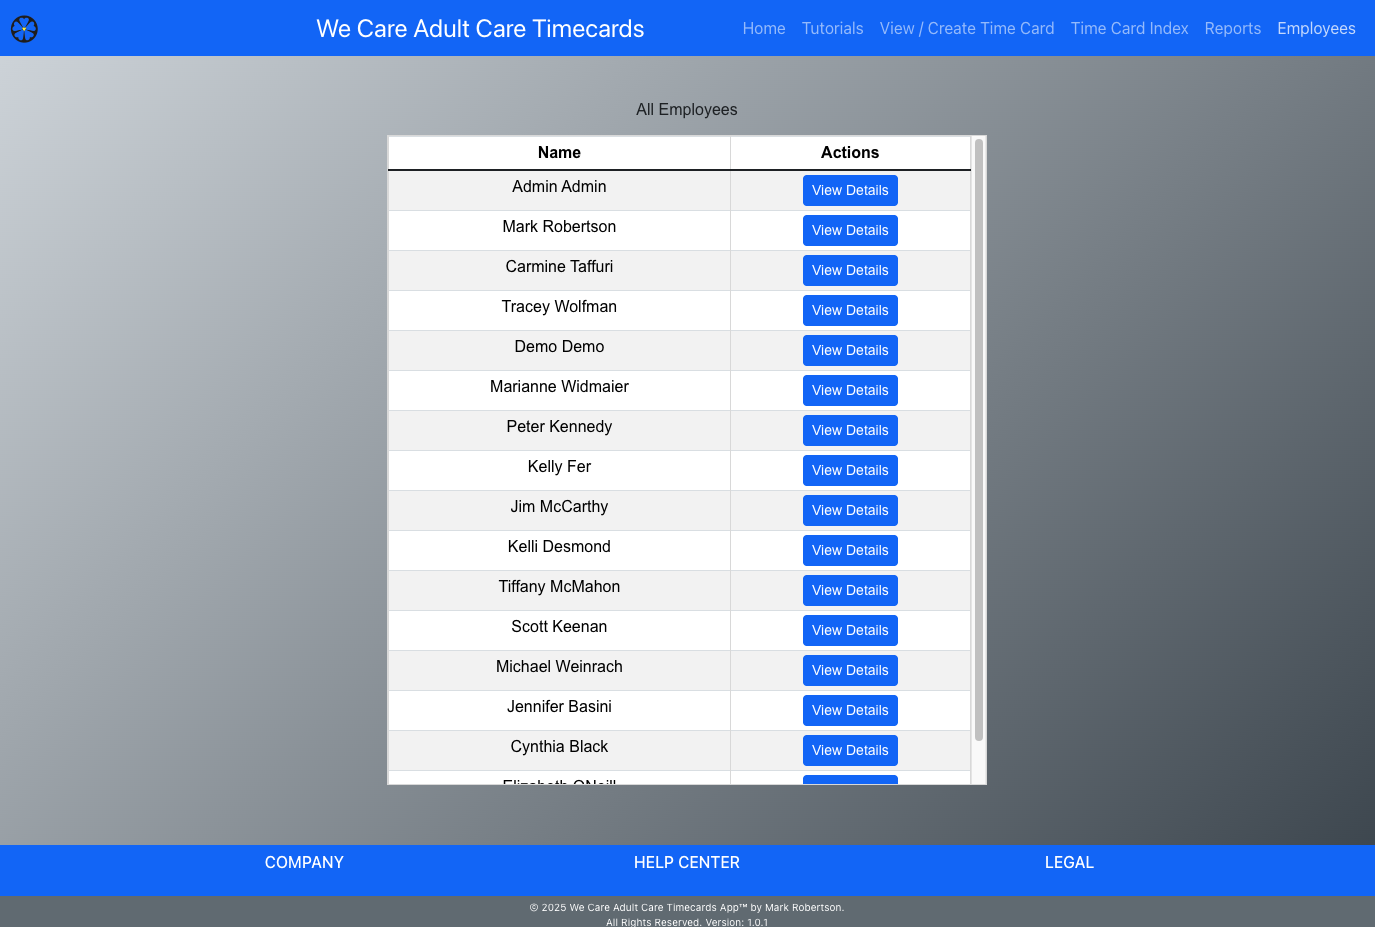 We Care Adult Care Timecards
Home Tutorials View / Create Time Card Time Card Index Reports Employees
All Employees
Name Actions
Admin Admin View Details
Mark Robertson View Details
Carmine Taffuri View Details
Tracey Wolfman View Details
Demo Demo View Details
Marianne Widmaier View Details
Peter Kennedy View Details
Kelly Fer View Details
Jim McCarthy View Details
Kelli Desmond View Details
Tiffany McMahon View Details
Scott Keenan View Details
Michael Weinrach View Details
Jennifer Basini View Details
Cynthia Black View Details
Elizabeth ONeill
COMPANY HELP CENTER LEGAL
© 2025 We Care Adult Care Timecards App™ by Mark Robertson.
All Rights Reserved. Version: 1.0.1